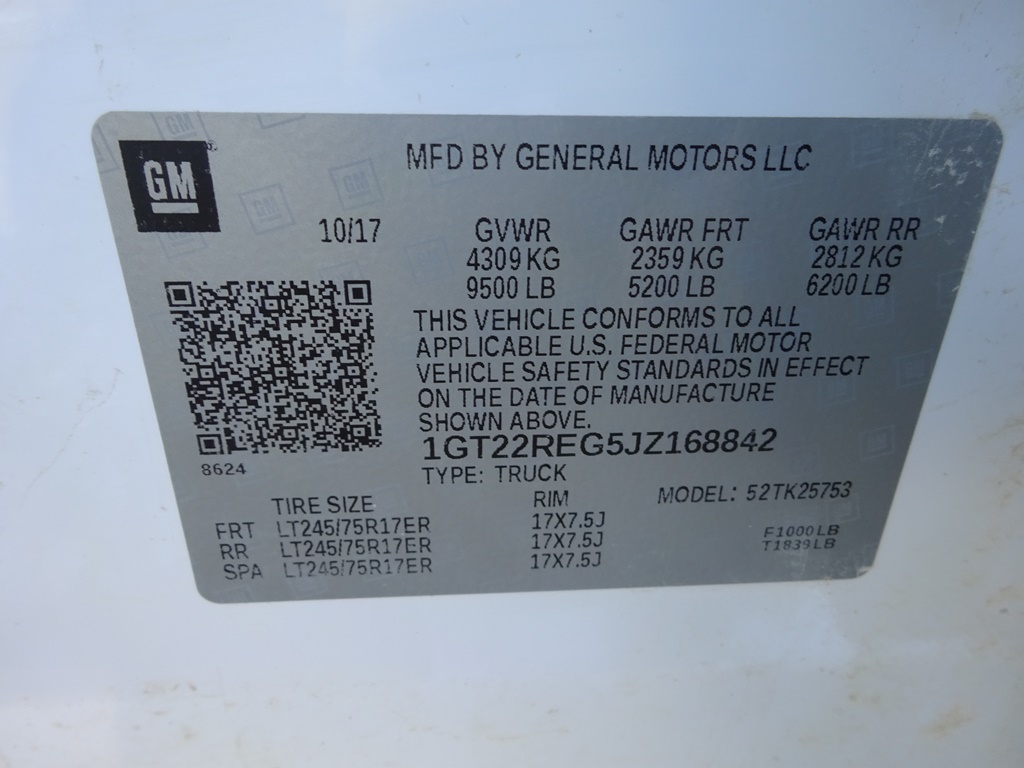 GM
MFD BY GENERAL MOTORS LLC
10/17 GVWR GAWR FRT GAWR RR
4309 KG 2359 KG 2812 KG
9500 LB 5200 LB 6200 LB
THIS VEHICLE CONFORMS TO ALL
APPLICABLE U.S. FEDERAL MOTOR
VEHICLE SAFETY STANDARDS IN EFFECT
ON THE DATE OF MANUFACTURE
SHOWN ABOVE.
1GT22REG5JZ168842
8624
TYPE: TRUCK
TIRE SIZE RIM MODEL: 52TK25753
FRT LT245/75R17ER 17X7.5J F1000LB
RR LT245/75R17ER 17X7.5J T1839LB
SPA LT245/75R17ER 17X7.5J